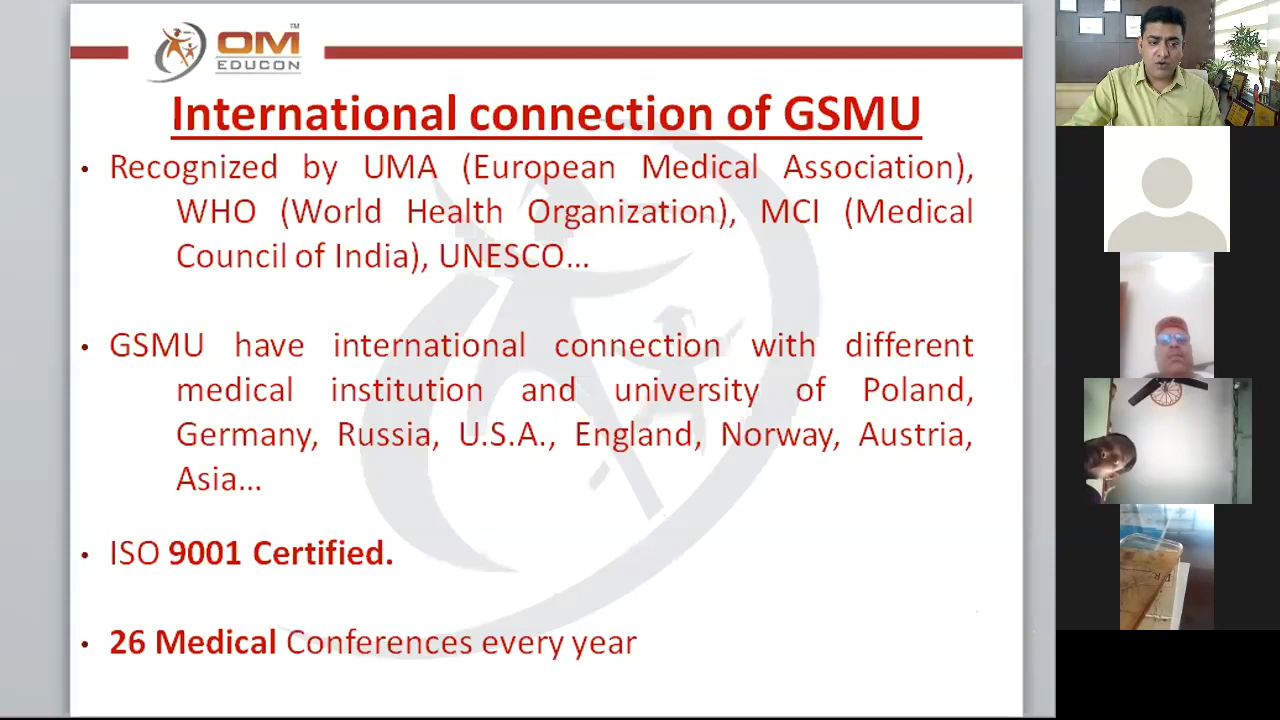 OM™
EDUCON
International connection of GSMU
• Recognized by UMA (European Medical Association),
WHO (World Health Organization), MCI (Medical
Council of India), UNESCO...
• GSMU have international connection with different
medical institution and university of Poland,
Germany, Russia, U.S.A., England, Norway, Austria,
Asia...
• ISO 9001 Certified.
• 26 Medical Conferences every year